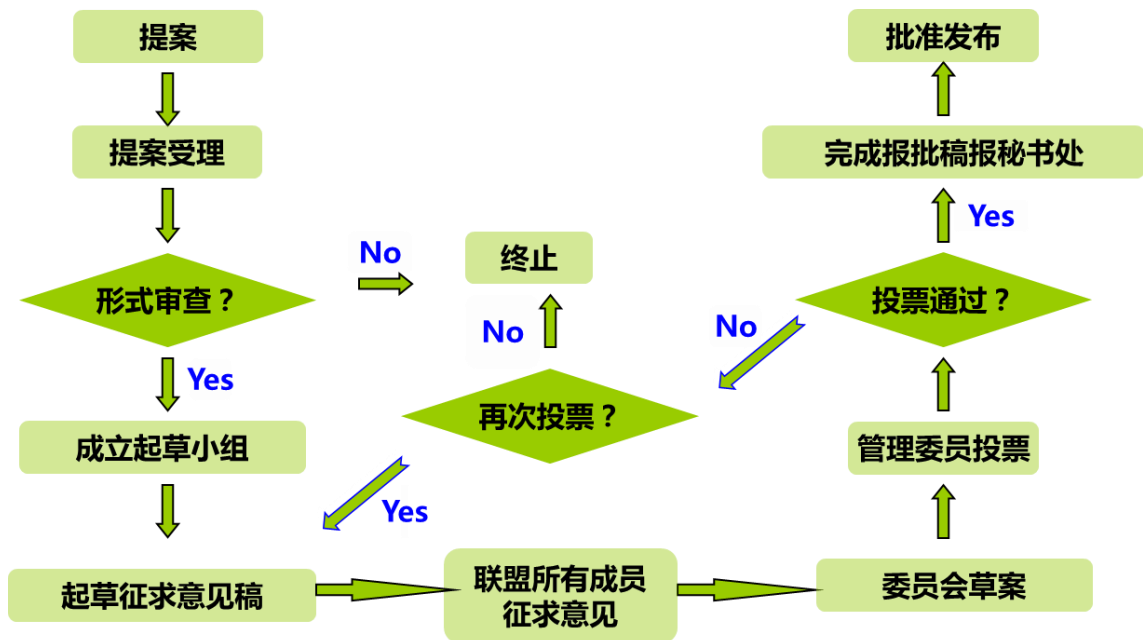 提案
批准发布
提案受理
完成报批稿报秘书处
Yes
No
终止
形式审查？
投票通过？
No
No
Yes
再次投票？
成立起草小组
管理委员投票
Yes
起草征求意见稿
联盟所有成员
征求意见
委员会草案